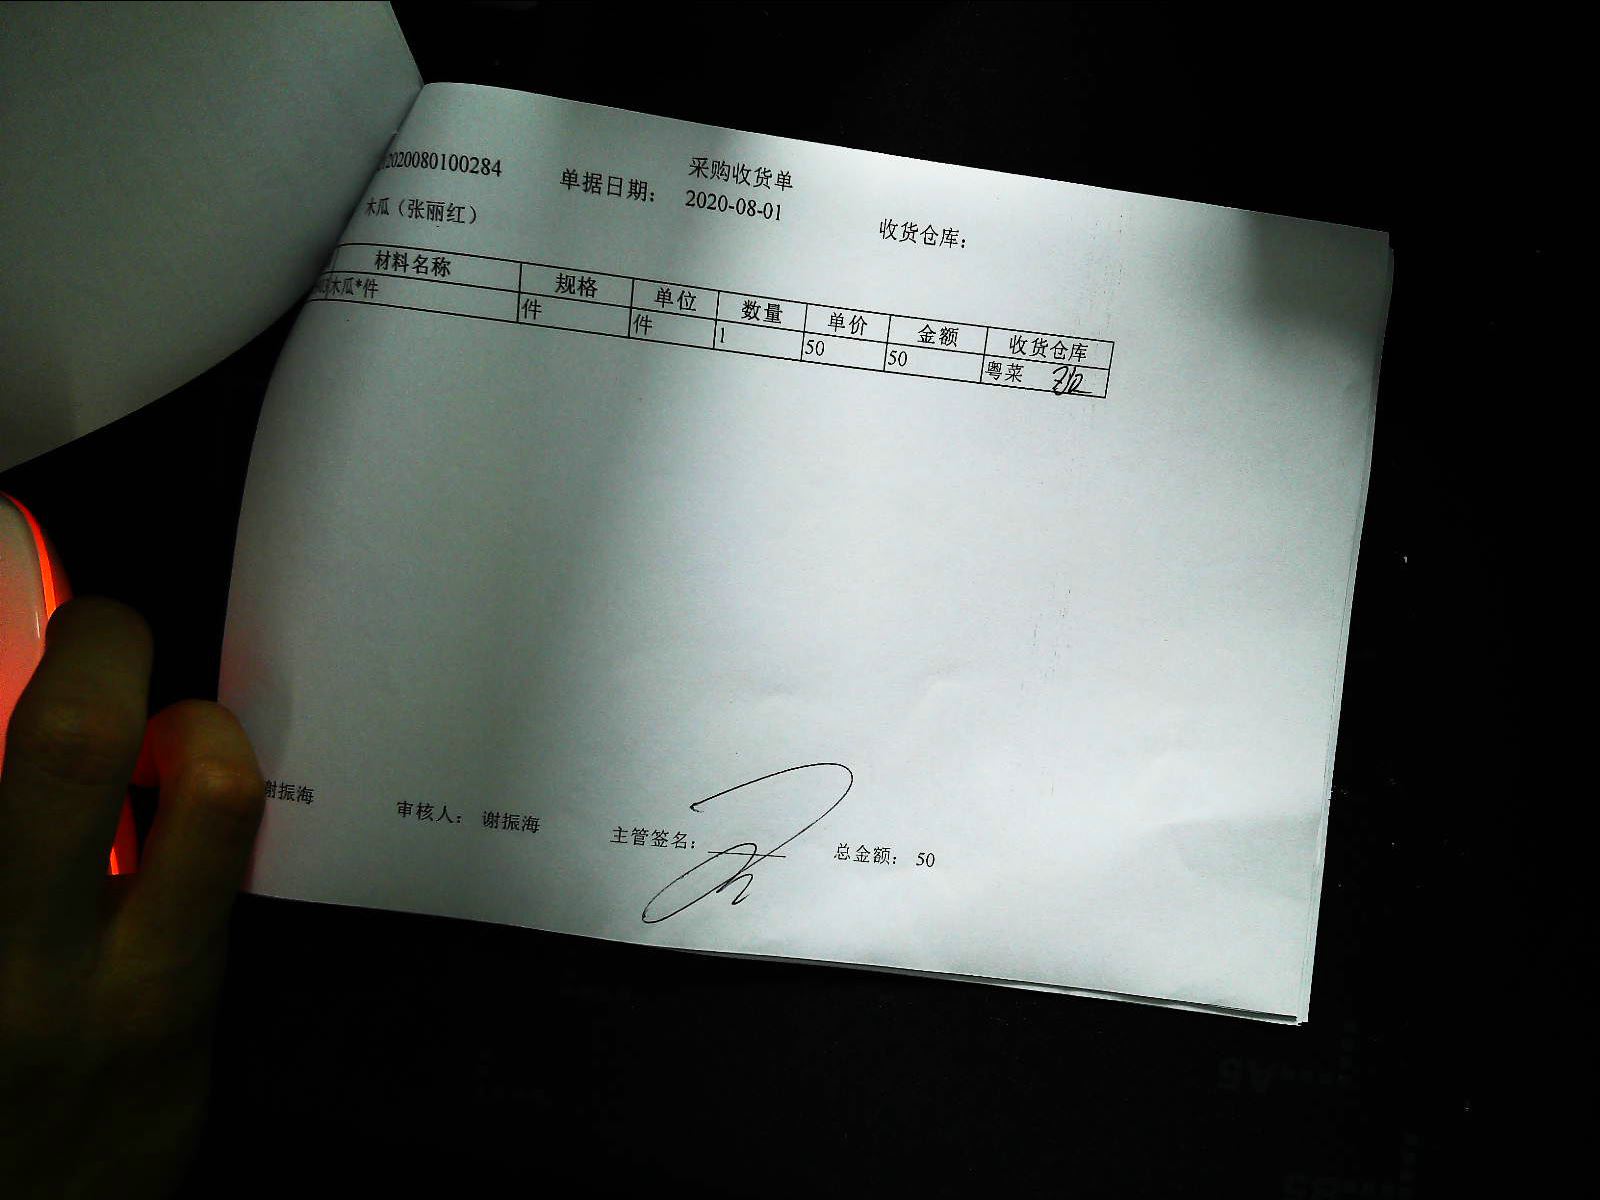 采购收货单
2020080100284 单据日期： 2020-08-01 收货仓库：
木瓜（张丽红）
材料名称 规格 单位 数量 单价 金额 收货仓库
木瓜*件 件 件 1 50 50 粤菜
谢振海 审核人： 谢振海 主管签名： 总金额： 50